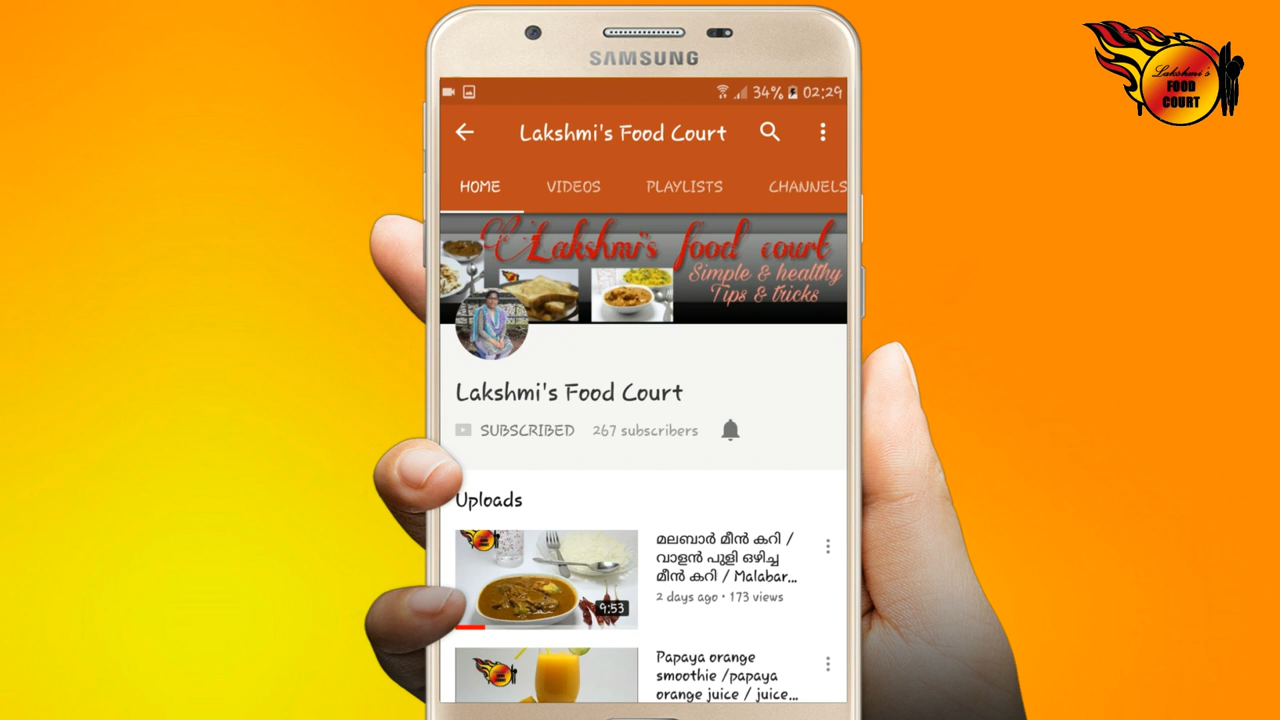 SAMSUNG
34% 02:29
Lakshmi's Food Court
HOME VIDEOS PLAYLISTS CHANNELS
Lakshmi's food court
Simple & healthy
Tips & tricks
Lakshmi's Food Court
SUBSCRIBED 267 subscribers
Uploads
മലബാർ മീൻ കറി /
വാളൻ പുളി ഒഴിച്ച
മീൻ കറി / Malabar...
2 days ago • 173 views
9:53
Papaya orange
smoothie /papaya
orange juice / juice...
Lakshmi's
FOOD
COURT